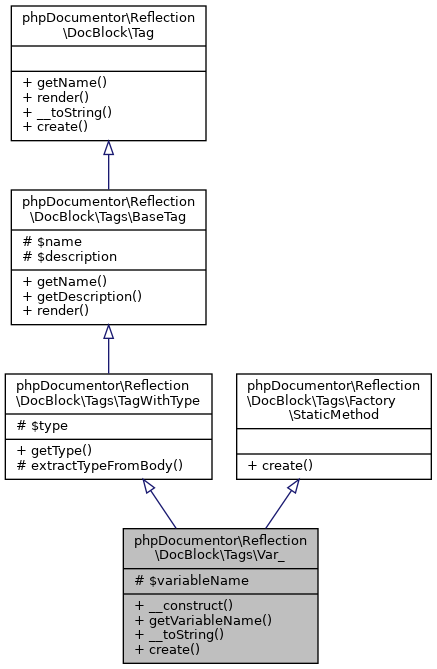 phpDocumentor\Reflection
\DocBlock\Tag
+ getName()
+ render()
+ __toString()
+ create()
phpDocumentor\Reflection
\DocBlock\Tags\BaseTag
# $name
# $description
+ getName()
+ getDescription()
+ render()
phpDocumentor\Reflection
\DocBlock\Tags\TagWithType
# $type
+ getType()
# extractTypeFromBody()
phpDocumentor\Reflection
\DocBlock\Tags\Factory
\StaticMethod
+ create()
phpDocumentor\Reflection
\DocBlock\Tags\Var_
# $variableName
+ __construct()
+ getVariableName()
+ __toString()
+ create()